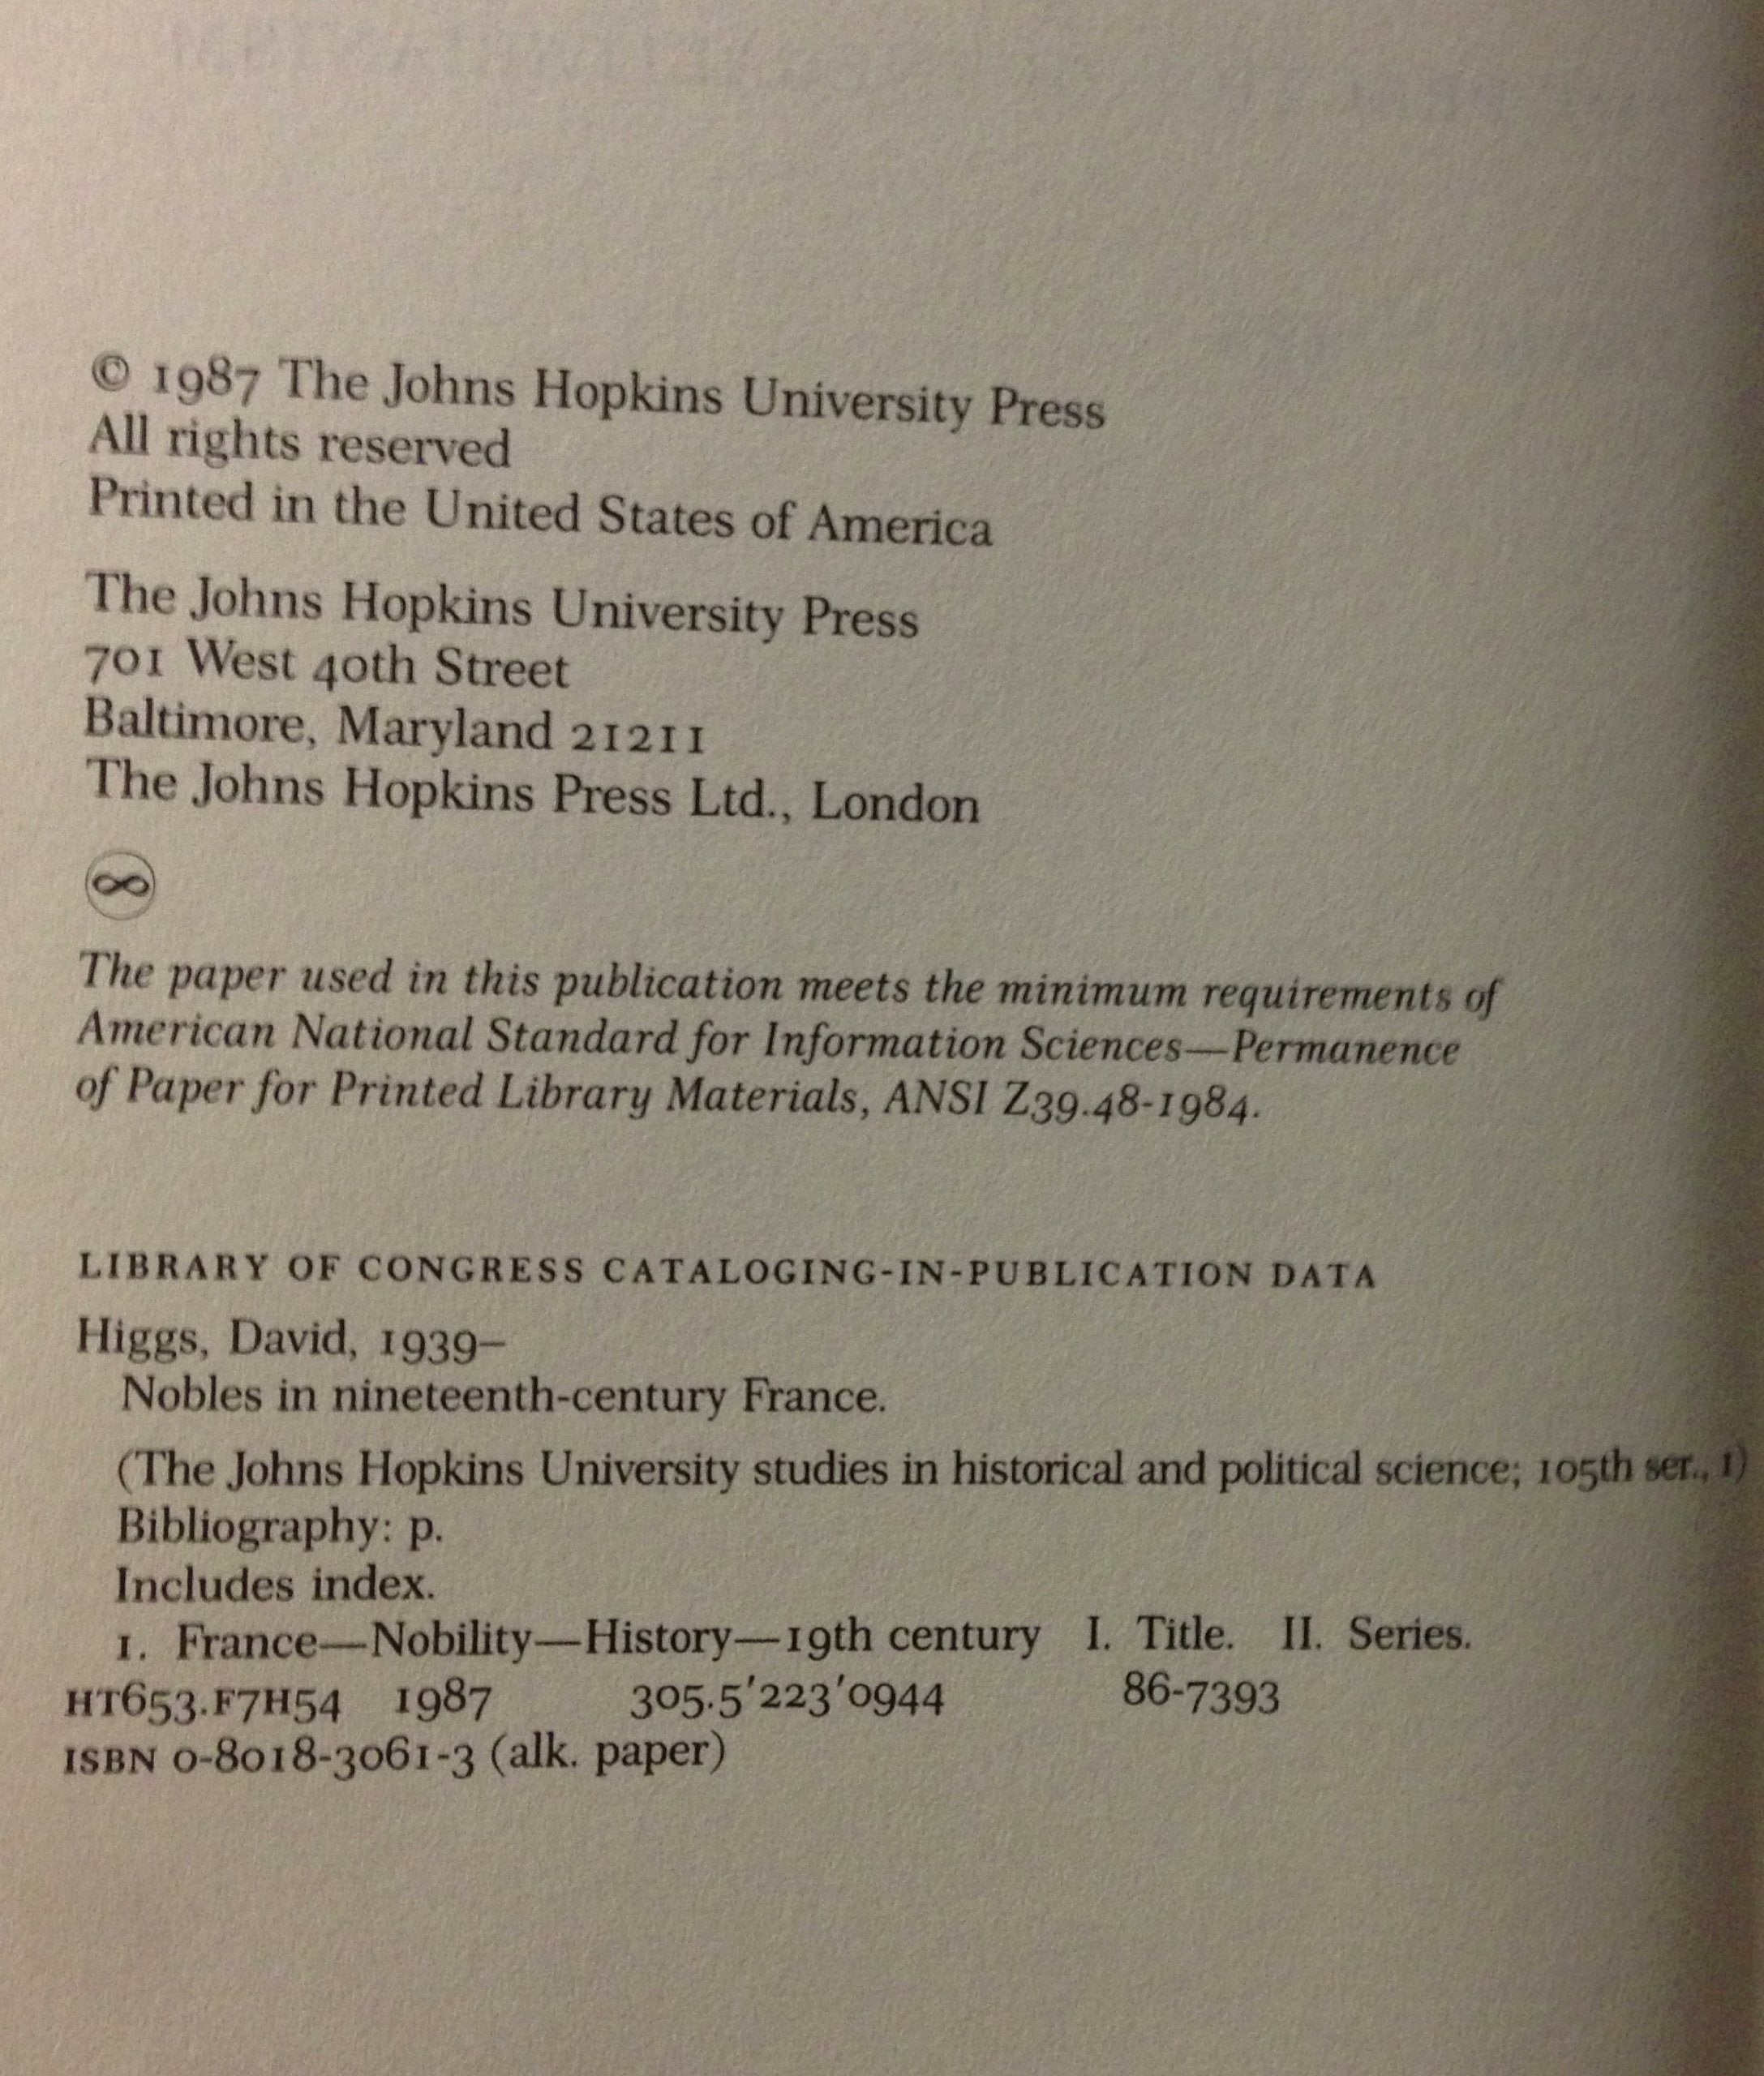 © 1987 The Johns Hopkins University Press
All rights reserved
Printed in the United States of America
The Johns Hopkins University Press
701 West 40th Street
Baltimore, Maryland 21211
The Johns Hopkins Press Ltd., London
∞
The paper used in this publication meets the minimum requirements of
American National Standard for Information Sciences—Permanence
of Paper for Printed Library Materials, ANSI Z39.48-1984.
LIBRARY OF CONGRESS CATALOGING-IN-PUBLICATION DATA
Higgs, David, 1939–
Nobles in nineteenth-century France.
(The Johns Hopkins University studies in historical and political science; 105th ser., 1)
Bibliography: p.
Includes index.
1. France—Nobility—History—19th century I. Title. II. Series.
HT653.F7H54 1987 305.5′223′0944 86-7393
ISBN 0-8018-3061-3 (alk. paper)